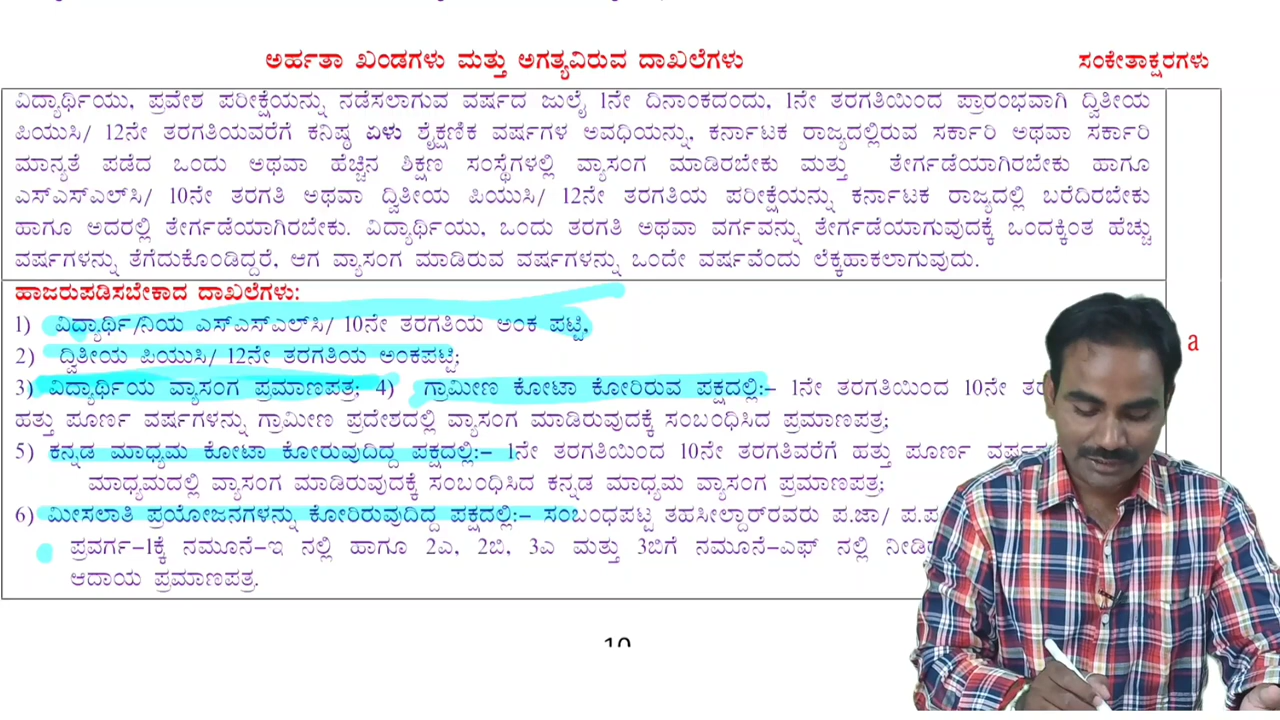 ಅರ್ಹತಾ ಖಂಡಗಳು ಮತ್ತು ಅಗತ್ಯವಿರುವ ದಾಖಲೆಗಳು ಸಂಕೇತಾಕ್ಷರಗಳು
ವಿದ್ಯಾರ್ಥಿಯು, ಪ್ರವೇಶ ಪರೀಕ್ಷೆಯನ್ನು ನಡೆಸಲಾಗುವ ವರ್ಷದ ಜುಲೈ 1ನೇ ದಿನಾಂಕದಂದು, 1ನೇ ತರಗತಿಯಿಂದ ಪ್ರಾರಂಭವಾಗಿ ದ್ವಿತೀಯ
ಪಿಯುಸಿ/ 12ನೇ ತರಗತಿಯವರೆಗೆ ಕನಿಷ್ಠ ಏಳು ಶೈಕ್ಷಣಿಕ ವರ್ಷಗಳ ಅವಧಿಯನ್ನು, ಕರ್ನಾಟಕ ರಾಜ್ಯದಲ್ಲಿರುವ ಸರ್ಕಾರಿ ಅಥವಾ ಸರ್ಕಾರಿ
ಮಾನ್ಯತೆ ಪಡೆದ ಒಂದು ಅಥವಾ ಹೆಚ್ಚಿನ ಶಿಕ್ಷಣ ಸಂಸ್ಥೆಗಳಲ್ಲಿ ವ್ಯಾಸಂಗ ಮಾಡಿರಬೇಕು ಮತ್ತು ತೇರ್ಗಡೆಯಾಗಿರಬೇಕು ಹಾಗೂ
ಎಸ್ಎಸ್ಎಲ್‌ಸಿ/ 10ನೇ ತರಗತಿ ಅಥವಾ ದ್ವಿತೀಯ ಪಿಯುಸಿ/ 12ನೇ ತರಗತಿಯ ಪರೀಕ್ಷೆಯನ್ನು ಕರ್ನಾಟಕ ರಾಜ್ಯದಲ್ಲಿ ಬರೆದಿರಬೇಕು
ಹಾಗೂ ಅದರಲ್ಲಿ ತೇರ್ಗಡೆಯಾಗಿರಬೇಕು. ವಿದ್ಯಾರ್ಥಿಯು, ಒಂದು ತರಗತಿ ಅಥವಾ ವರ್ಗವನ್ನು ತೇರ್ಗಡೆಯಾಗುವುದಕ್ಕೆ ಒಂದಕ್ಕಿಂತ ಹೆಚ್ಚು
ವರ್ಷಗಳನ್ನು ತೆಗೆದುಕೊಂಡಿದ್ದರೆ, ಆಗ ವ್ಯಾಸಂಗ ಮಾಡಿರುವ ವರ್ಷಗಳನ್ನು ಒಂದೇ ವರ್ಷವೆಂದು ಲೆಕ್ಕಹಾಕಲಾಗುವುದು.
ಹಾಜರುಪಡಿಸಬೇಕಾದ ದಾಖಲೆಗಳು:
1) ವಿದ್ಯಾರ್ಥಿ/ನಿಯ ಎಸ್ಎಸ್ಎಲ್‌ಸಿ/ 10ನೇ ತರಗತಿಯ ಅಂಕ ಪಟ್ಟಿ,
2) ದ್ವಿತೀಯ ಪಿಯುಸಿ/ 12ನೇ ತರಗತಿಯ ಅಂಕಪಟ್ಟಿ;
a
3) ವಿದ್ಯಾರ್ಥಿಯ ವ್ಯಾಸಂಗ ಪ್ರಮಾಣಪತ್ರ; 4) ಗ್ರಾಮೀಣ ಕೋಟಾ ಕೋರಿರುವ ಪಕ್ಷದಲ್ಲಿ:- 1ನೇ ತರಗತಿಯಿಂದ 10ನೇ
ಹತ್ತು ಪೂರ್ಣ ವರ್ಷಗಳನ್ನು ಗ್ರಾಮೀಣ ಪ್ರದೇಶದಲ್ಲಿ ವ್ಯಾಸಂಗ ಮಾಡಿರುವುದಕ್ಕೆ ಸಂಬಂಧಿಸಿದ ಪ್ರಮಾಣಪತ್ರ;
5) ಕನ್ನಡ ಮಾಧ್ಯಮ ಕೋಟಾ ಕೋರುವುದಿದ್ದ ಪಕ್ಷದಲ್ಲಿ:- 1ನೇ ತರಗತಿಯಿಂದ 10ನೇ ತರಗತಿವರೆಗೆ ಹತ್ತು ಪೂರ್ಣ
ಮಾಧ್ಯಮದಲ್ಲಿ ವ್ಯಾಸಂಗ ಮಾಡಿರುವುದಕ್ಕೆ ಸಂಬಂಧಿಸಿದ ಕನ್ನಡ ಮಾಧ್ಯಮ ವ್ಯಾಸಂಗ ಪ್ರಮಾಣಪತ್ರ;
6) ಮೀಸಲಾತಿ ಪ್ರಯೋಜನಗಳನ್ನು ಕೋರಿರುವುದಿದ್ದ ಪಕ್ಷದಲ್ಲಿ:- ಸಂಬಂಧಪಟ್ಟ ತಹಸೀಲ್ದಾರ್‌ರವರು ಪ.ಜಾ/ ಪ.ಪ
ಪ್ರವರ್ಗ-1ಕ್ಕೆ ನಮೂನೆ-ಇ ನಲ್ಲಿ ಹಾಗೂ 2ಎ, 2ಬಿ, 3ಎ ಮತ್ತು 3ಬಿಗೆ ನಮೂನೆ-ಎಫ್ ನಲ್ಲಿ
ಆದಾಯ ಪ್ರಮಾಣಪತ್ರ.
10